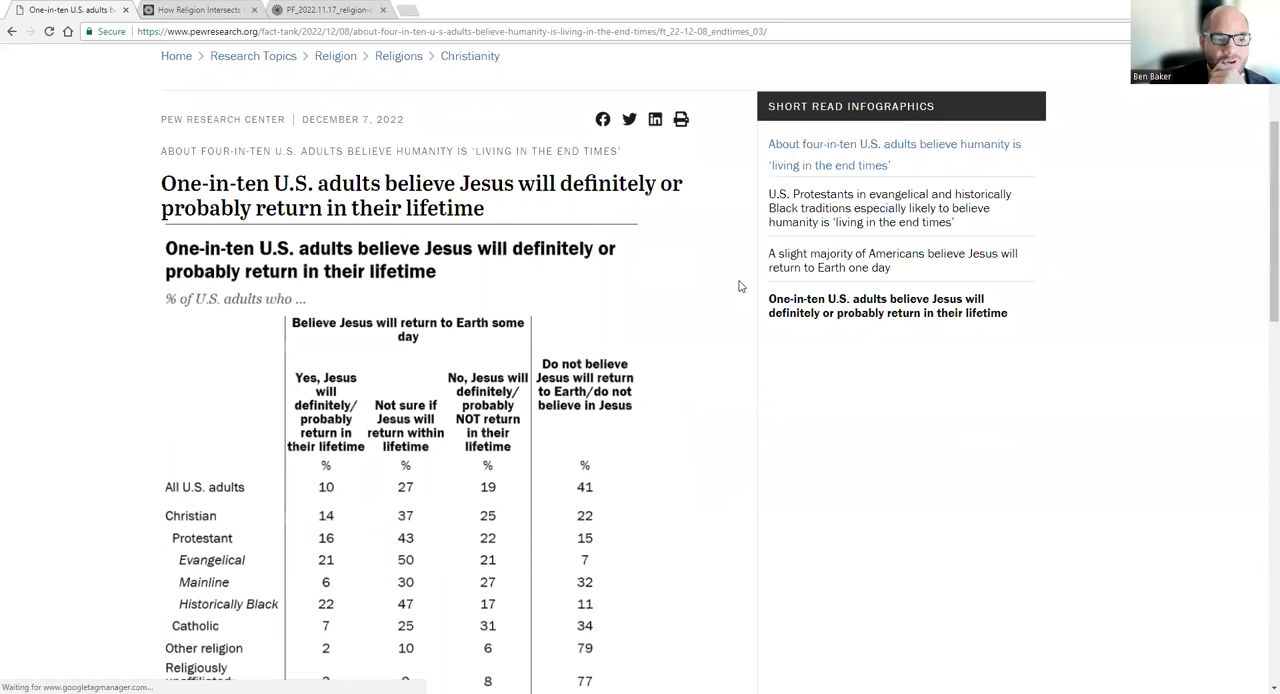 One-in-ten U.S. adults b
How Religion Intersects
PF_2022.11.17_religion-c
Secure
https://www.pewresearch.org/fact-tank/2022/12/08/about-four-in-ten-u-s-adults-believe-humanity-is-living-in-the-end-times/ft_22-12-08_endtimes_03/
Ben Baker
Home > Research Topics > Religion > Religions > Christianity
PEW RESEARCH CENTER | DECEMBER 7, 2022
ABOUT FOUR-IN-TEN U.S. ADULTS BELIEVE HUMANITY IS ‘LIVING IN THE END TIMES’
One-in-ten U.S. adults believe Jesus will definitely or
probably return in their lifetime
One-in-ten U.S. adults believe Jesus will definitely or
probably return in their lifetime
% of U.S. adults who ...
Believe Jesus will return to Earth some
day
Yes, Jesus
will
definitely/
probably
return in
their lifetime
Not sure if
Jesus will
return within
lifetime
No, Jesus will
definitely/
probably
NOT return
in their
lifetime
Do not believe
Jesus will return
to Earth/do not
believe in Jesus
% % % %
All U.S. adults 10 27 19 41
Christian 14 37 25 22
Protestant 16 43 22 15
Evangelical 21 50 21 7
Mainline 6 30 27 32
Historically Black 22 47 17 11
Catholic 7 25 31 34
Other religion 2 10 6 79
Religiously
8 77
SHORT READ INFOGRAPHICS
About four-in-ten U.S. adults believe humanity is
‘living in the end times’
U.S. Protestants in evangelical and historically
Black traditions especially likely to believe
humanity is ‘living in the end times’
A slight majority of Americans believe Jesus will
return to Earth one day
One-in-ten U.S. adults believe Jesus will
definitely or probably return in their lifetime
Waiting for www.googletagmanager.com...